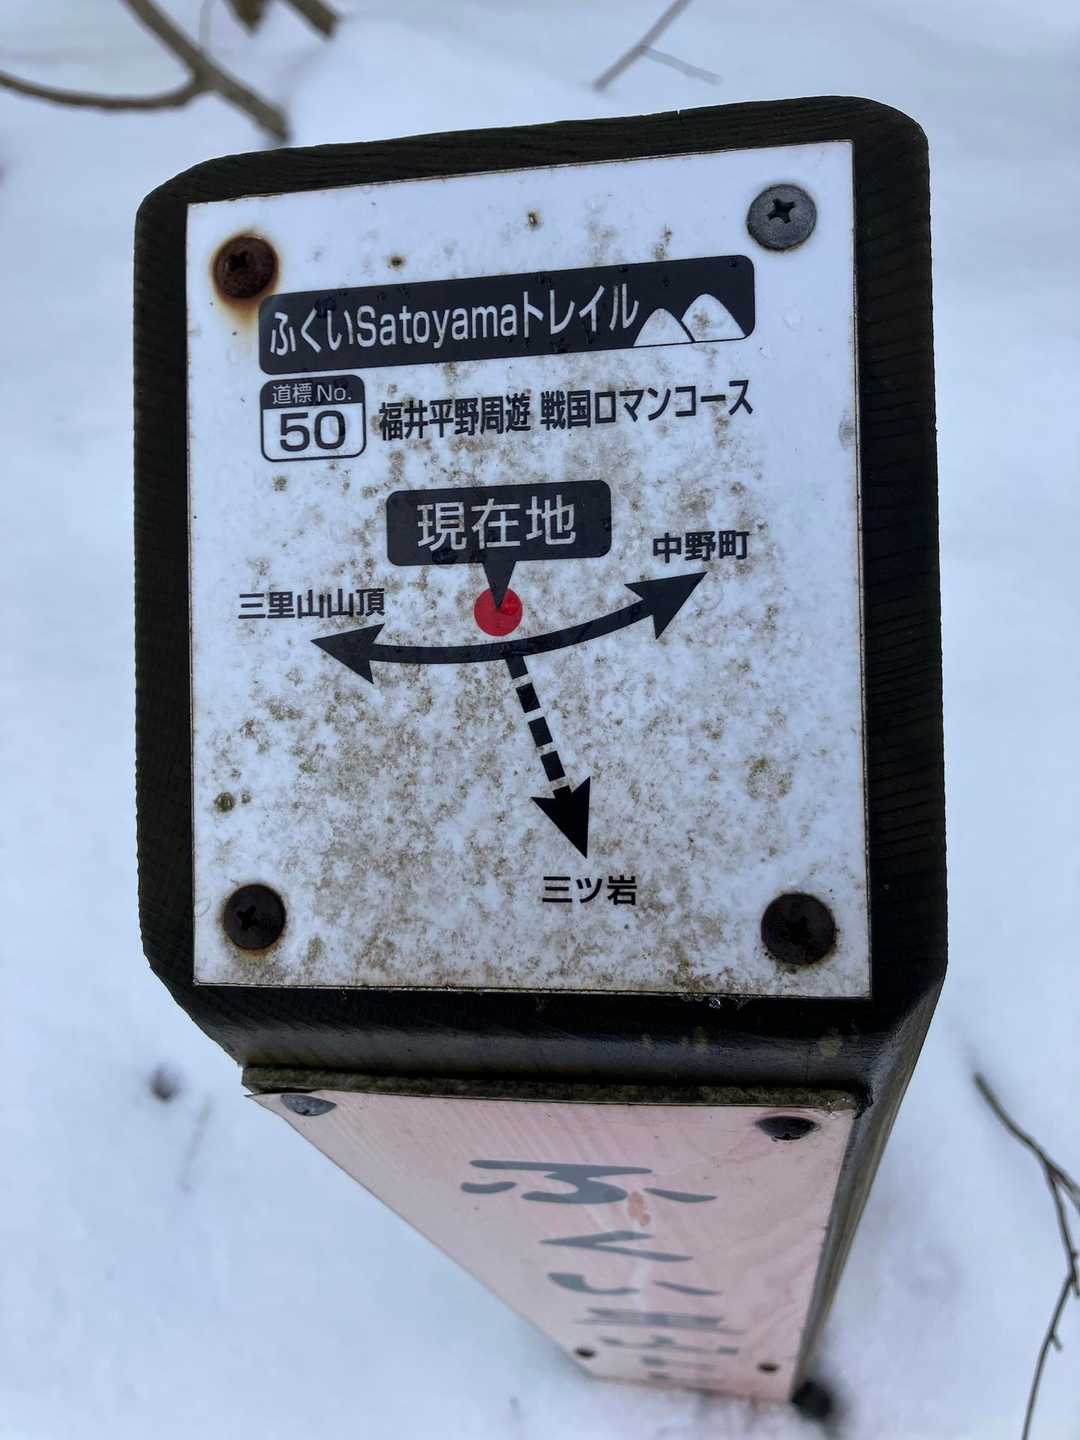 ふくいSatoyamaトレイル
道標 No.
50
福井平野周遊 戦国ロマンコース
現在地
中野町
三里山山頂
三ツ岩